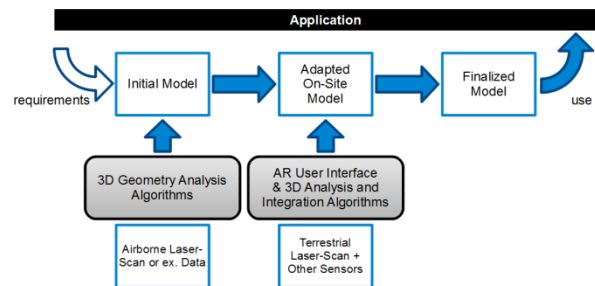 Application
requirements
Initial Model
Adapted
On-Site
Model
Finalized
Model
use
3D Geometry Analysis
Algorithms
AR User Interface
& 3D Analysis and
Integration Algorithms
Airborne Laser-
Scan or ex. Data
Terrestrial
Laser-Scan +
Other Sensors